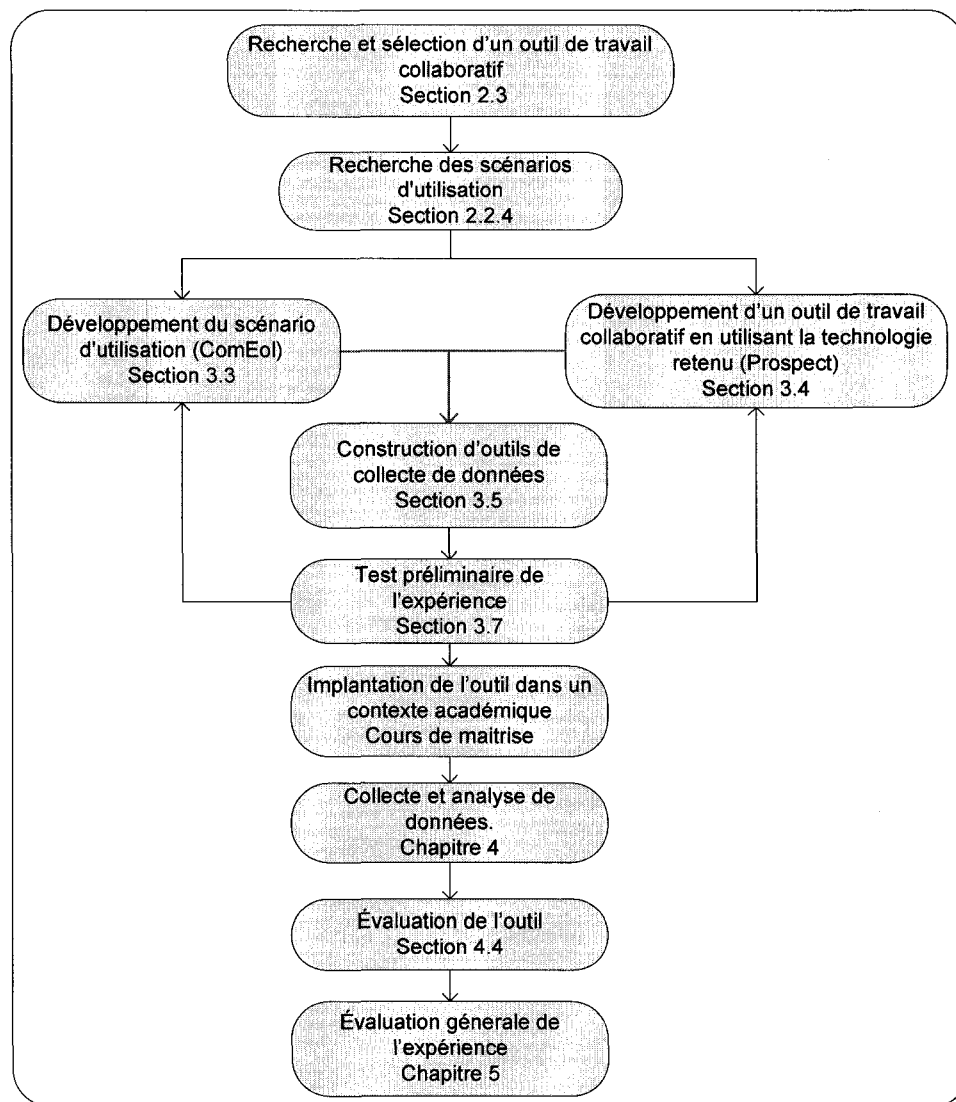 Recherche et sélection d'un outil de travail
collaboratif
Section 2.3
Recherche des scénarios
d'utilisation
Section 2.2.4
Développement du scénario
d'utilisation (ComEol)
Section 3.3
Développement d'un outil de travail
collaboratif en utilisant la technologie
retenu (Prospect)
Section 3.4
Construction d'outils de
collecte de données
Section 3.5
Test préliminaire de
l'expérience
Section 3.7
Implantation de l'outil dans un
contexte académique
Cours de maitrise
Collecte et analyse de
données.
Chapitre 4
Évaluation de l'outil
Section 4.4
Évaluation génerale de
l'expérience
Chapitre 5